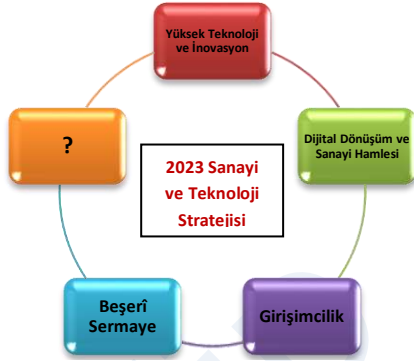 Yüksek Teknoloji
ve İnovasyon
?
Dijital Dönüşüm ve
Sanayi Hamlesi
2023 Sanayi
ve Teknoloji
Stratejisi
Beşerî
Sermaye
Girişimcilik